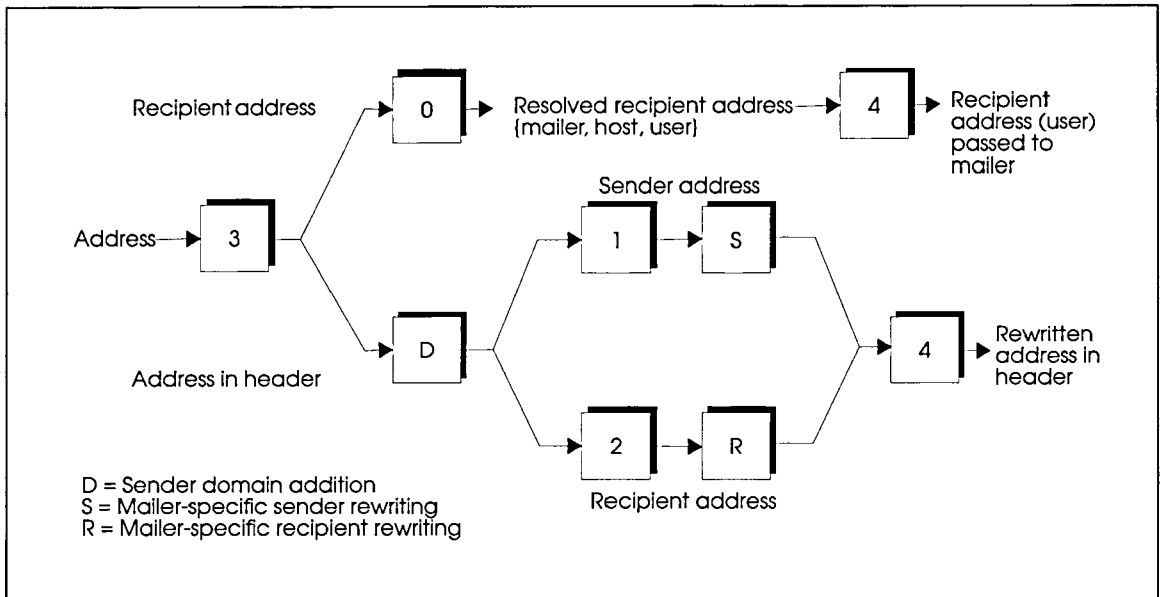 Recipient address
0
Resolved recipient address
{mailer, host, user}
4
Recipient
address (user)
passed to
mailer
Sender address
Address
3
1
S
D
4
Rewritten
address in
header
Address in header
2
R
Recipient address
D = Sender domain addition
S = Mailer-specific sender rewriting
R = Mailer-specific recipient rewriting